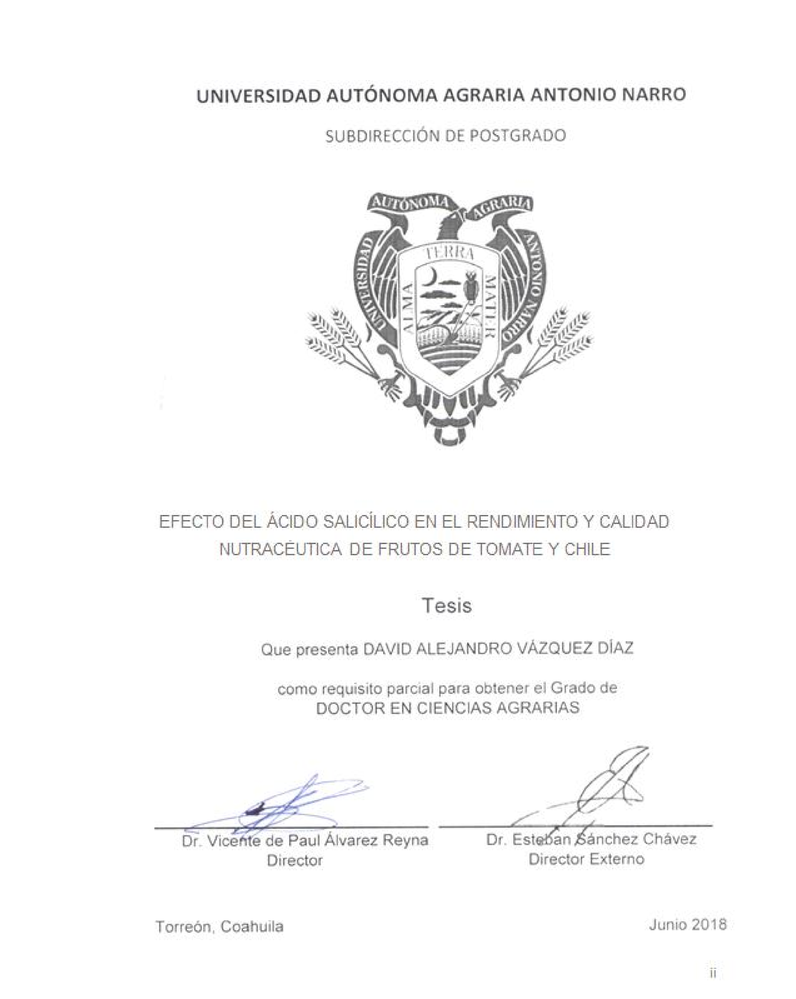 UNIVERSIDAD AUTÓNOMA AGRARIA ANTONIO NARRO
SUBDIRECCIÓN DE POSTGRADO
AUTÓNOMA AGRARIA
UNIVERSIDAD
ANTONIO NARRO
TERRA
ALMA
MATER
EFECTO DEL ÁCIDO SALICÍLICO EN EL RENDIMIENTO Y CALIDAD
NUTRACÉUTICA DE FRUTOS DE TOMATE Y CHILE
Tesis
Que presenta DAVID ALEJANDRO VÁZQUEZ DÍAZ
como requisito parcial para obtener el Grado de
DOCTOR EN CIENCIAS AGRARIAS
Dr. Vicente de Paul Álvarez Reyna
Director
Dr. Esteban Sánchez Chávez
Director Externo
Torreón, Coahuila
Junio 2018
ii